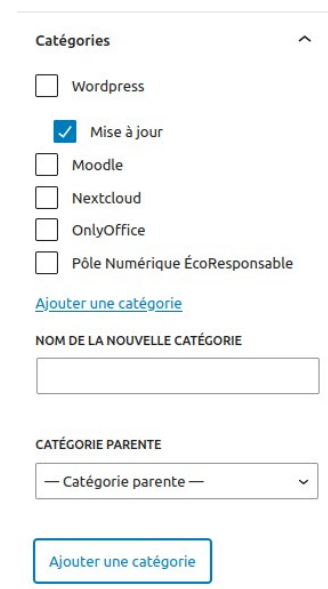 Catégories
Wordpress
Mise à jour
Moodle
Nextcloud
OnlyOffice
Pôle Numérique ÉcoResponsable
Ajouter une catégorie
NOM DE LA NOUVELLE CATÉGORIE
CATÉGORIE PARENTE
— Catégorie parente —
Ajouter une catégorie